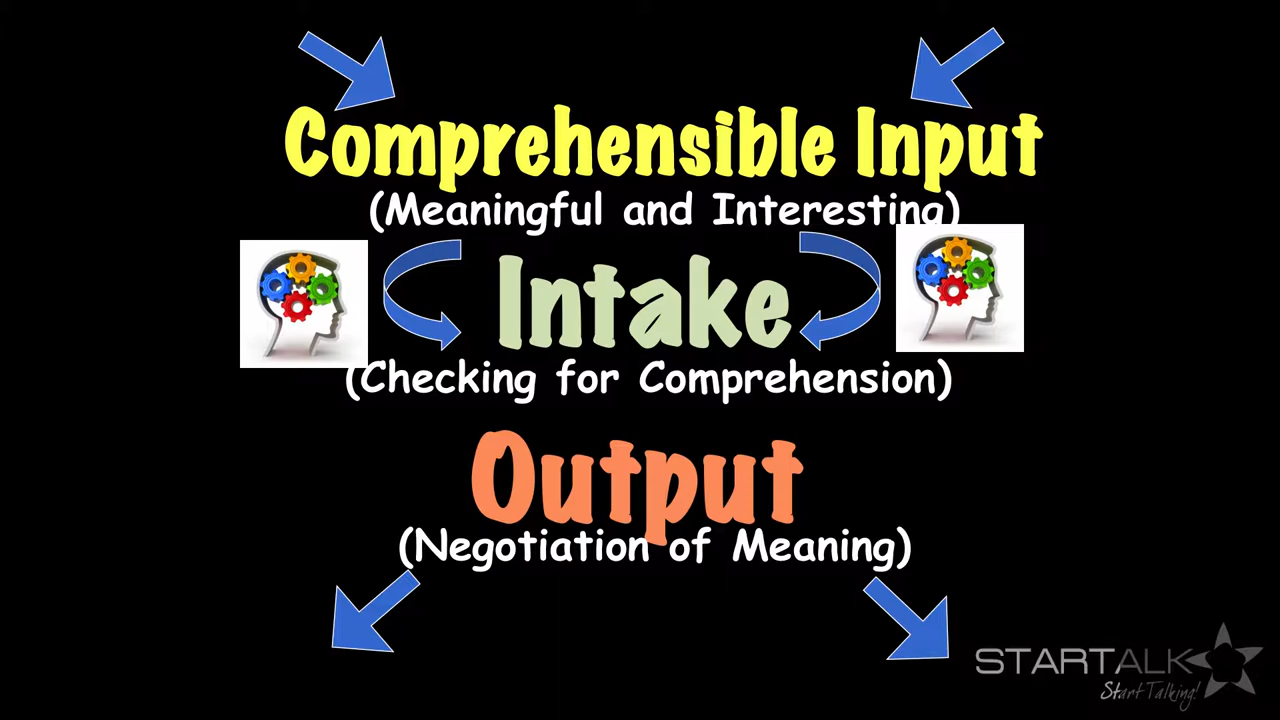 Comprehensible Input
(Meaningful and Interesting)
Intake
(Checking for Comprehension)
Output
(Negotiation of Meaning)
STARTALK
Start Talking!